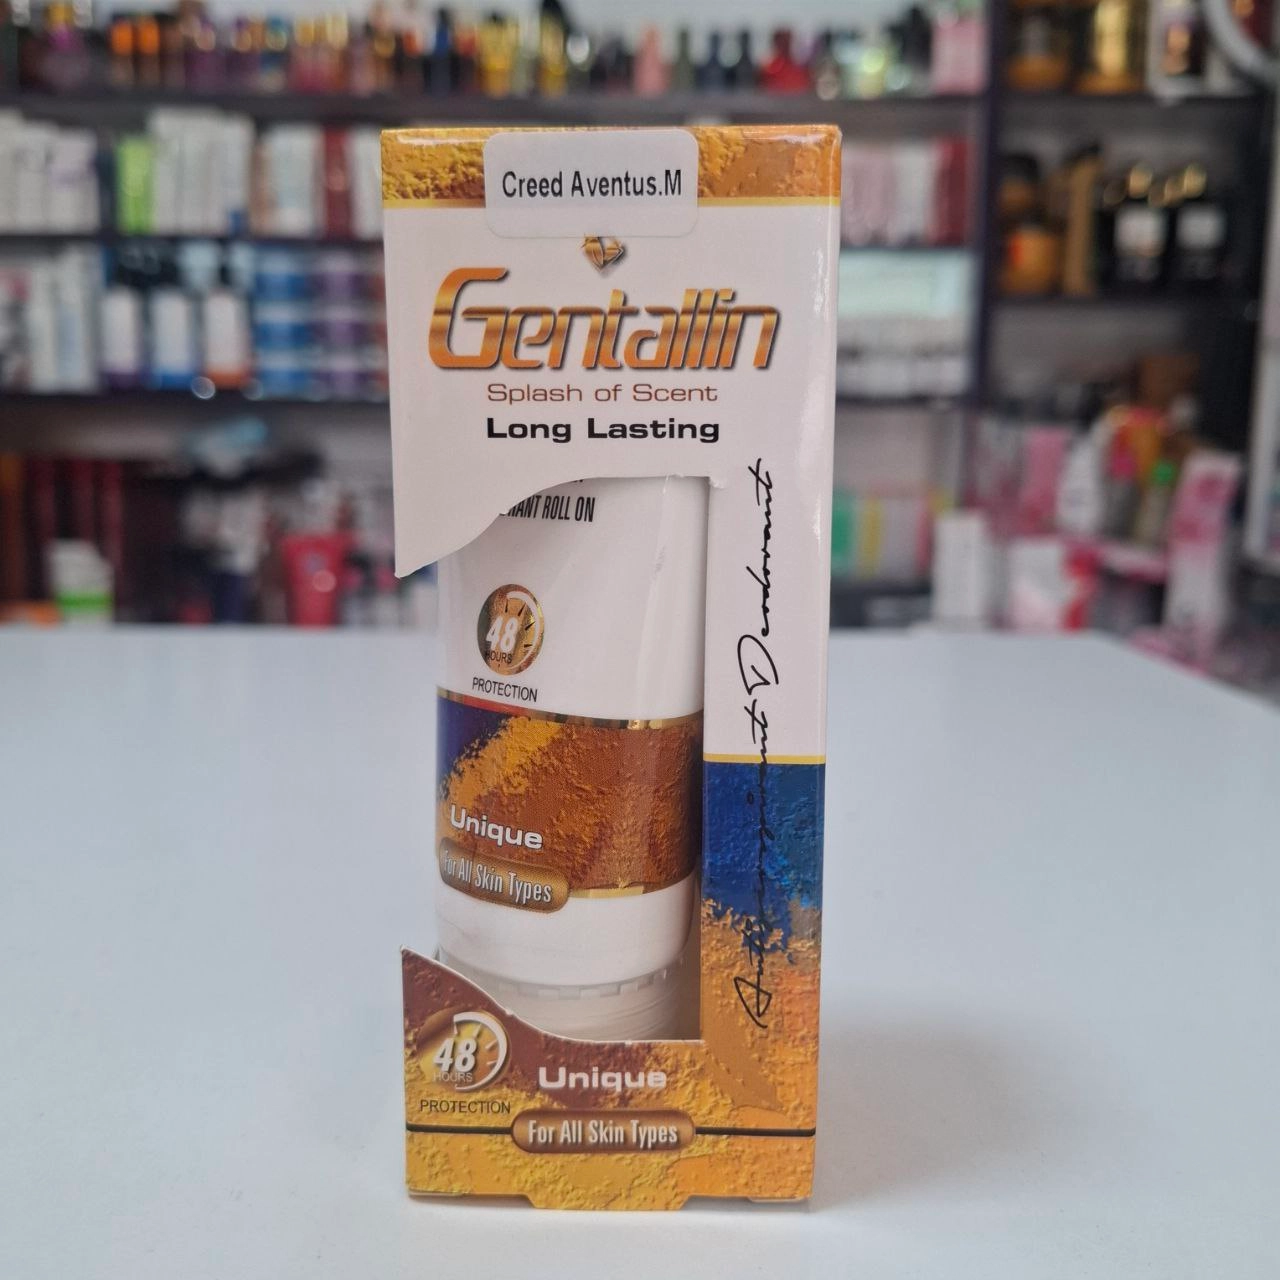 Creed Aventus.M
Gentallin
Splash of Scent
Long Lasting
ROLL ON
48
HOURS
PROTECTION
Unique
For All Skin Types
Antiperspirant Deodorant
48
HOURS
PROTECTION
Unique
For All Skin Types